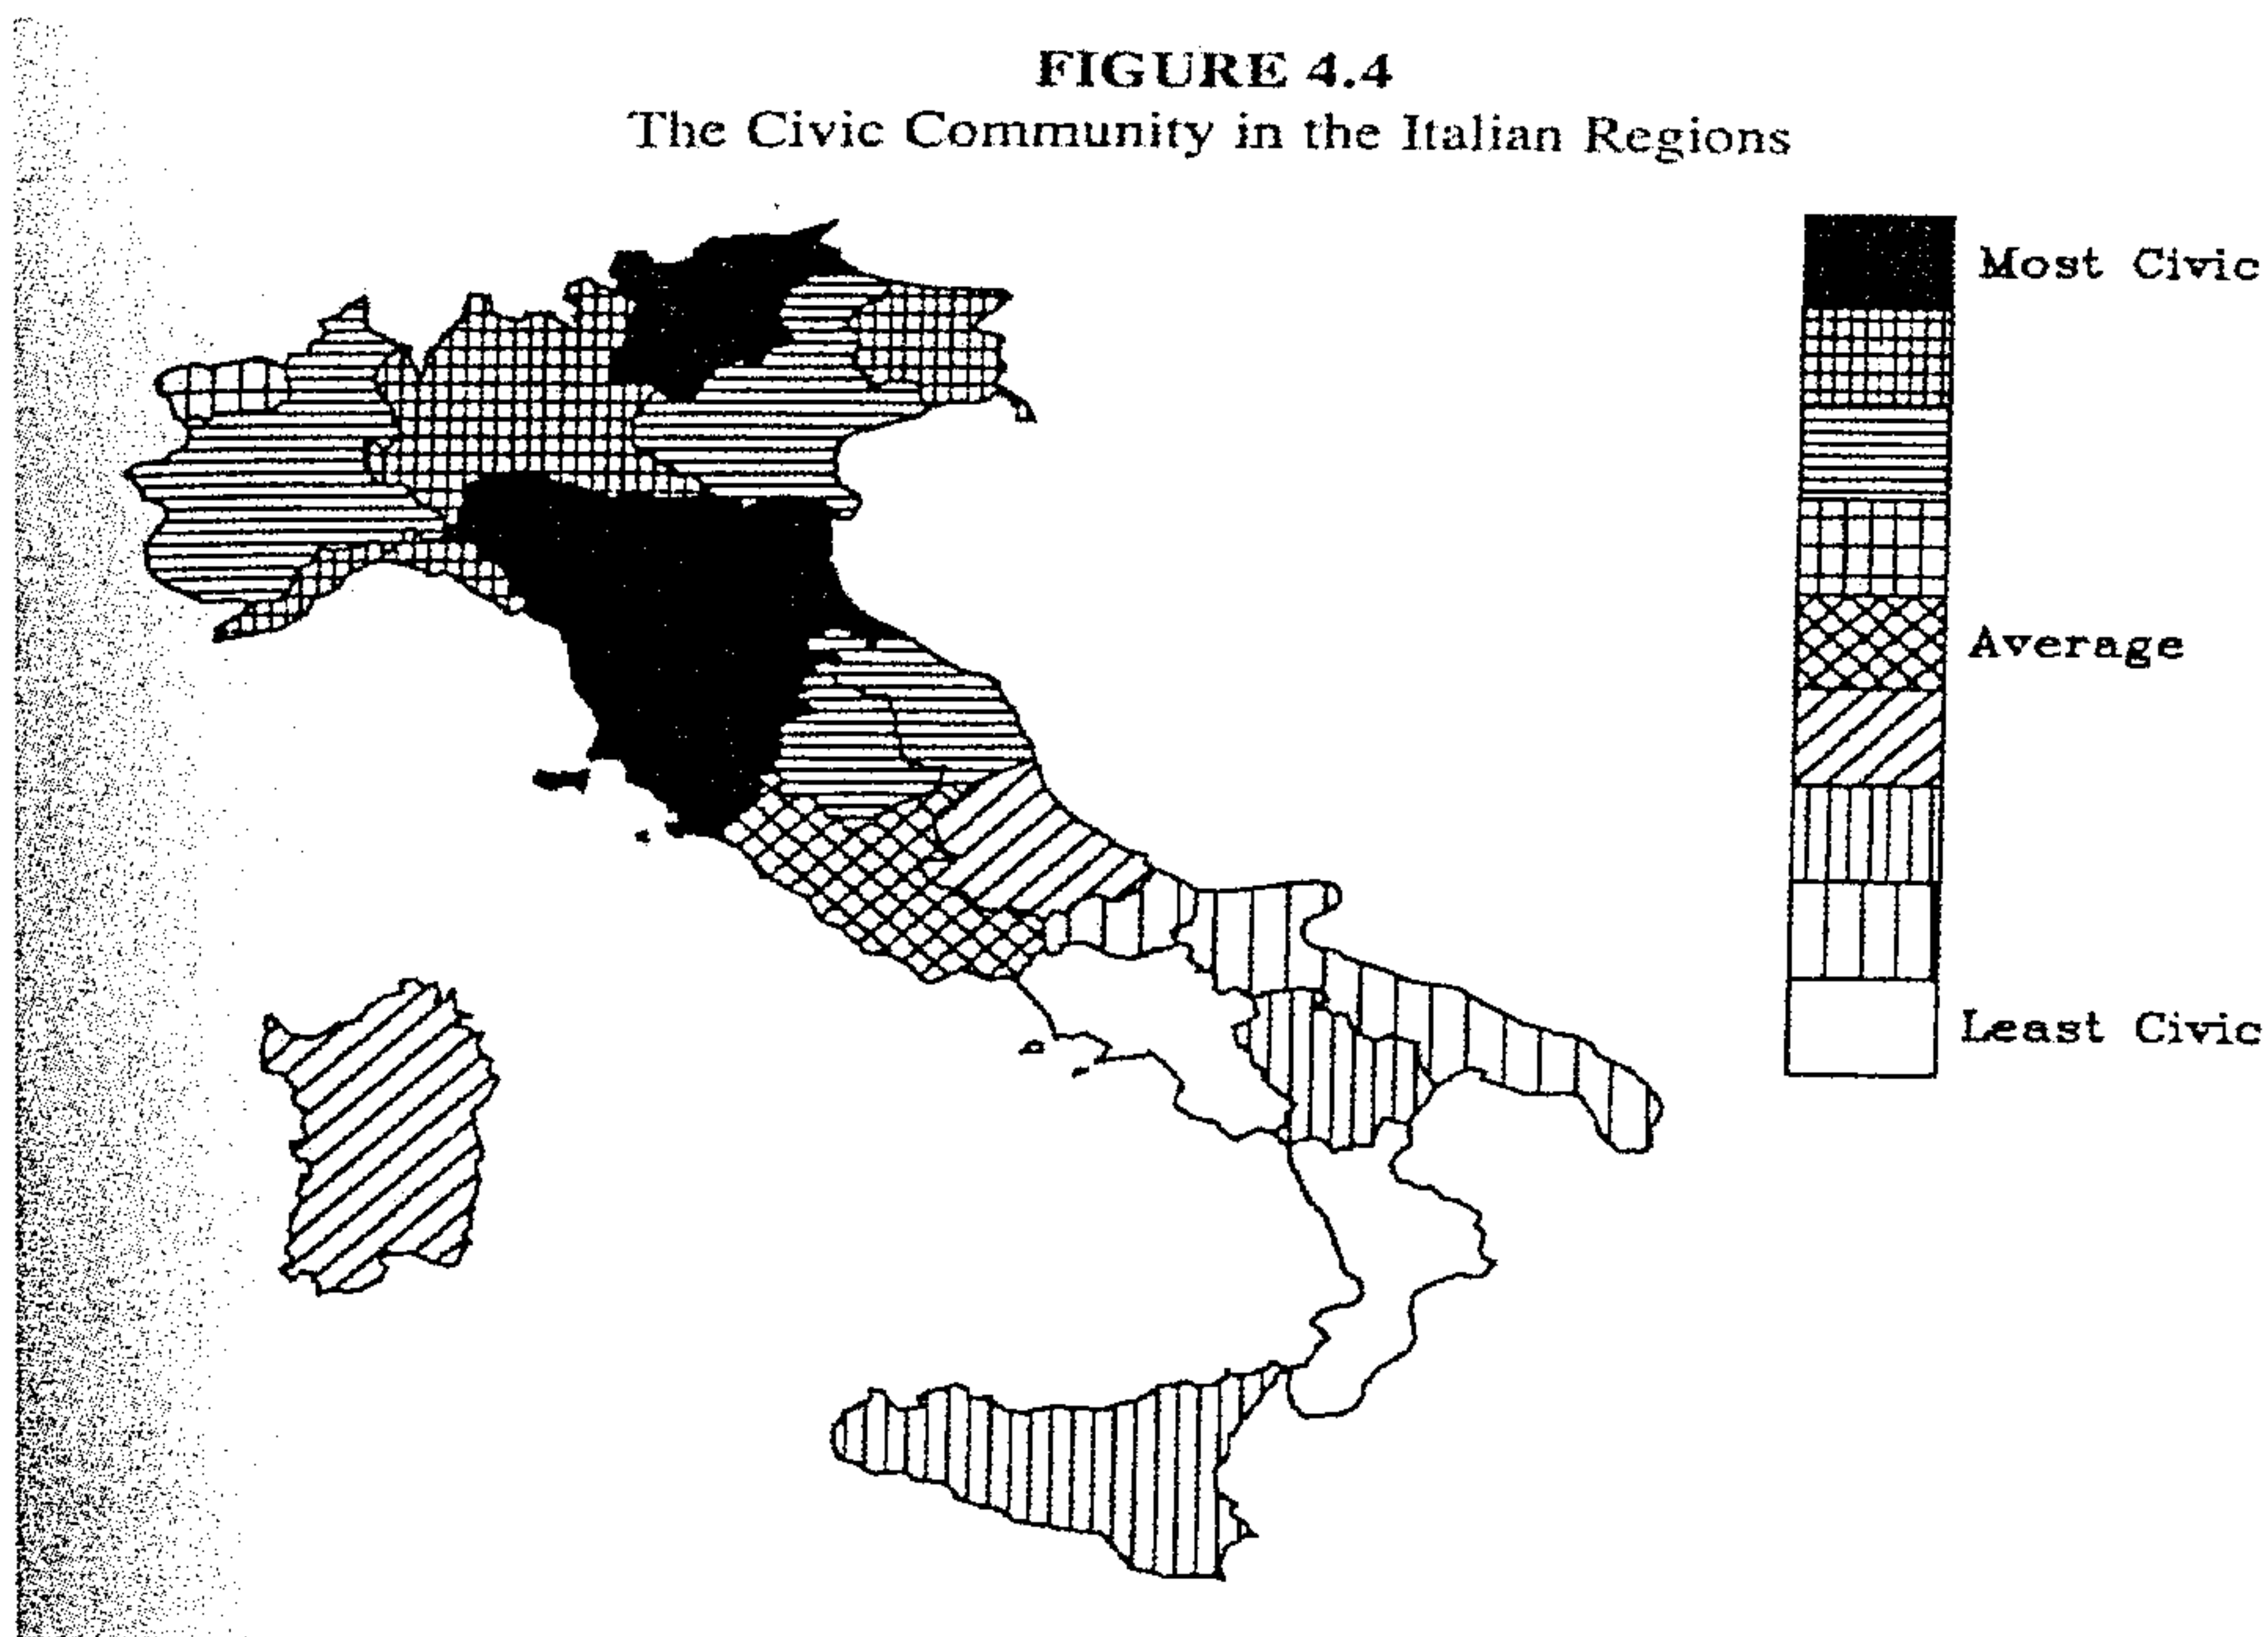 FIGURE 4.4
The Civic Community in the Italian Regions
Most Civic
Average
Least Civic